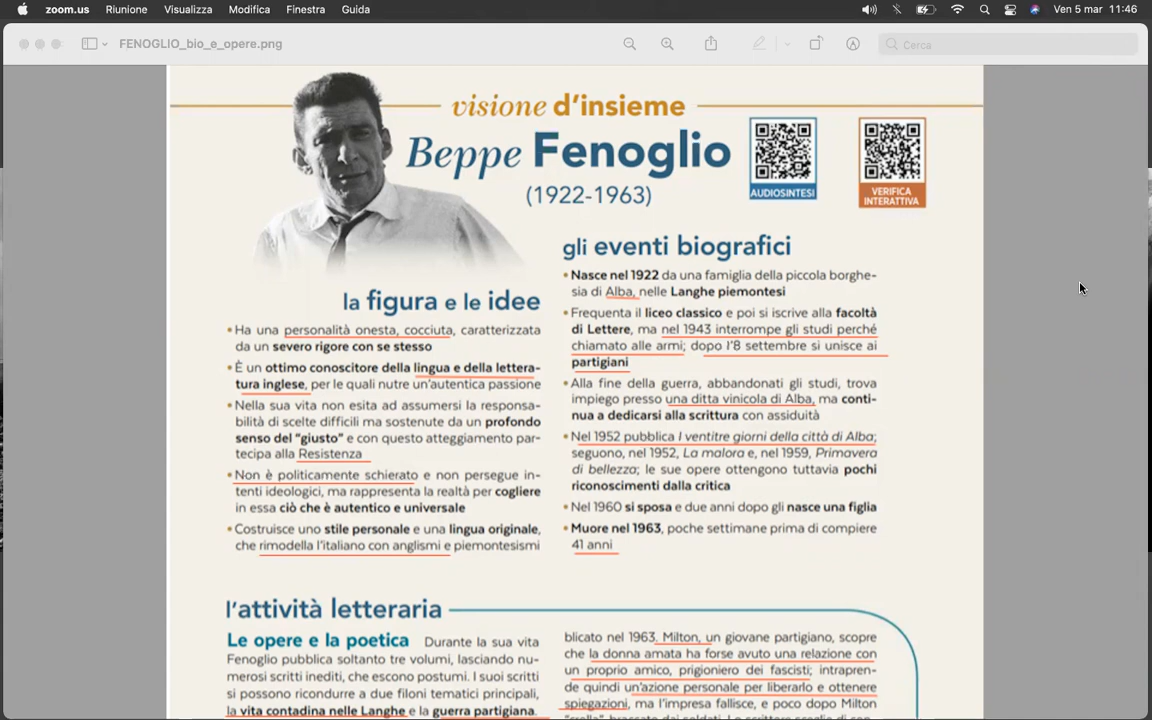 zoom.us Riunione Visualizza Modifica Finestra Guida Ven 5 mar 11:46
FENOGLIO_bio_e_opere.png Cerca
visione d'insieme
Beppe Fenoglio
(1922-1963)
AUDIOSINTESI
VERIFICA
INTERATTIVA
la figura e le idee
• Ha una personalità onesta, cocciuta, caratterizzata
da un severo rigore con se stesso
• È un ottimo conoscitore della lingua e della lettera-
tura inglese, per le quali nutre un'autentica passione
• Nella sua vita non esita ad assumersi la responsa-
bilità di scelte difficili ma sostenute da un profondo
senso del "giusto" e con questo atteggiamento par-
tecipa alla Resistenza
• Non è politicamente schierato e non persegue in-
tenti ideologici, ma rappresenta la realtà per cogliere
in essa ciò che è autentico e universale
• Costruisce uno stile personale e una lingua originale,
che rimodella l'italiano con anglismi e piemontesismi
gli eventi biografici
• Nasce nel 1922 da una famiglia della piccola borghe-
sia di Alba, nelle Langhe piemontesi
• Frequenta il liceo classico e poi si iscrive alla facoltà
di Lettere, ma nel 1943 interrompe gli studi perché
chiamato alle armi; dopo l'8 settembre si unisce ai
partigiani
• Alla fine della guerra, abbandonati gli studi, trova
impiego presso una ditta vinicola di Alba, ma conti-
nua a dedicarsi alla scrittura con assiduità
• Nel 1952 pubblica I ventitre giorni della città di Alba;
seguono, nel 1952, La malora e, nel 1959, Primavera
di bellezza; le sue opere ottengono tuttavia pochi
riconoscimenti dalla critica
• Nel 1960 si sposa e due anni dopo gli nasce una figlia
• Muore nel 1963, poche settimane prima di compiere
41 anni
l'attività letteraria
Le opere e la poetica Durante la sua vita
Fenoglio pubblica soltanto tre volumi, lasciando nu-
merosi scritti inediti, che escono postumi. I suoi scritti
si possono ricondurre a due filoni tematici principali,
la vita contadina nelle Langhe e la guerra partigiana.
blicato nel 1963. Milton, un giovane partigiano, scopre
che la donna amata ha forse avuto una relazione con
un proprio amico, prigioniero dei fascisti; intrapren-
de quindi un'azione personale per liberarlo e ottenere
spiegazioni, ma l'impresa fallisce, e poco dopo Milton